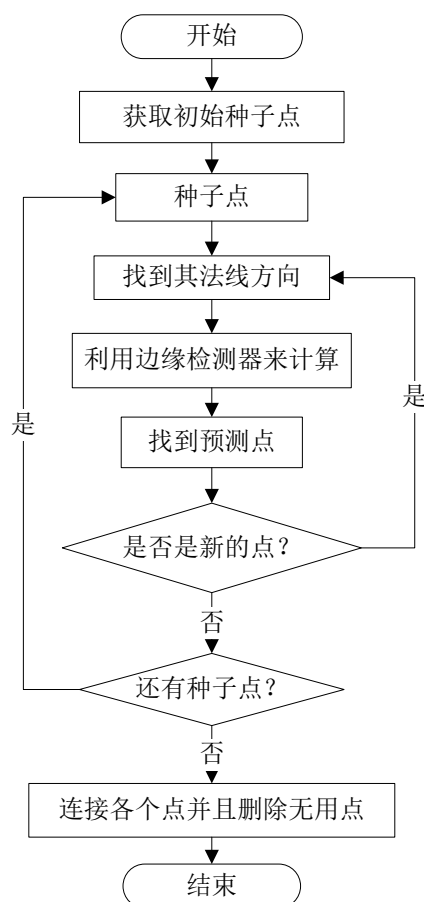 开始
获取初始种子点
种子点
找到其法线方向
利用边缘检测器来计算
是
是
找到预测点
是否是新的点？
否
还有种子点？
否
连接各个点并且删除无用点
结束